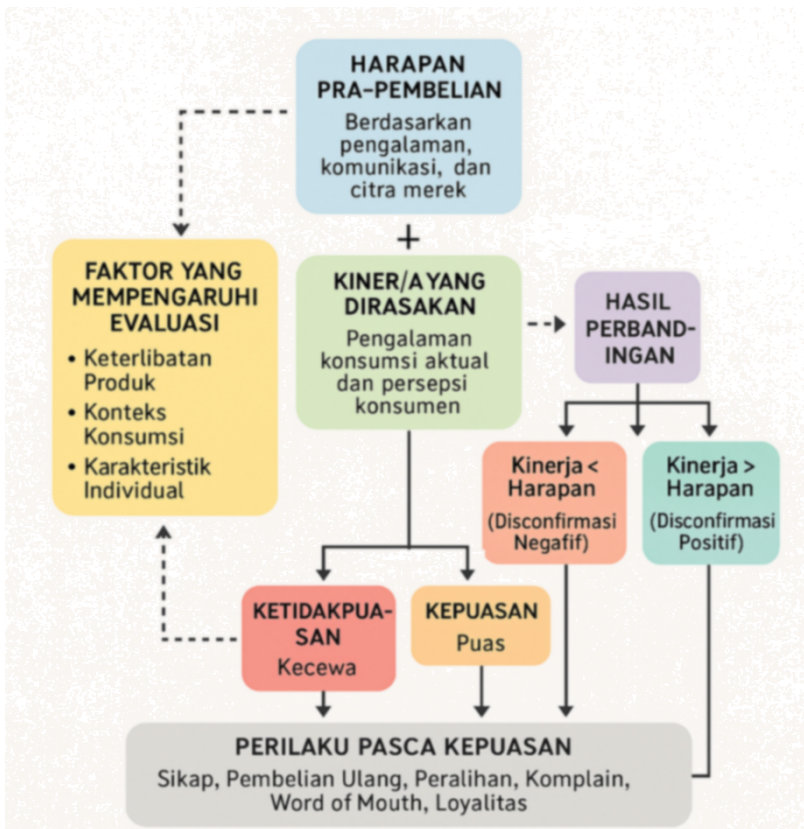 HARAPAN
PRA-PEMBELIAN
Berdasarkan
pengalaman,
komunikasi, dan
citra merek
+
FAKTOR YANG
MEMPENGARUHI
EVALUASI
• Keterlibatan
Produk
• Konteks
Konsumsi
• Karakteristik
Individual
KINER/A YANG
DIRASAKAN
Pengalaman
konsumsi aktual
dan persepsi
konsumen
HASIL
PERBAND-
INGAN
Kinerja <
Harapan
(Disconfirmasi
Negafif)
Kinerja >
Harapan
(Disconfirmasi
Positif)
KETIDAKPUA-
SAN
Kecewa
KEPUASAN
Puas
PERILAKU PASCA KEPUASAN
Sikap, Pembelian Ulang, Peralihan, Komplain,
Word of Mouth, Loyalitas